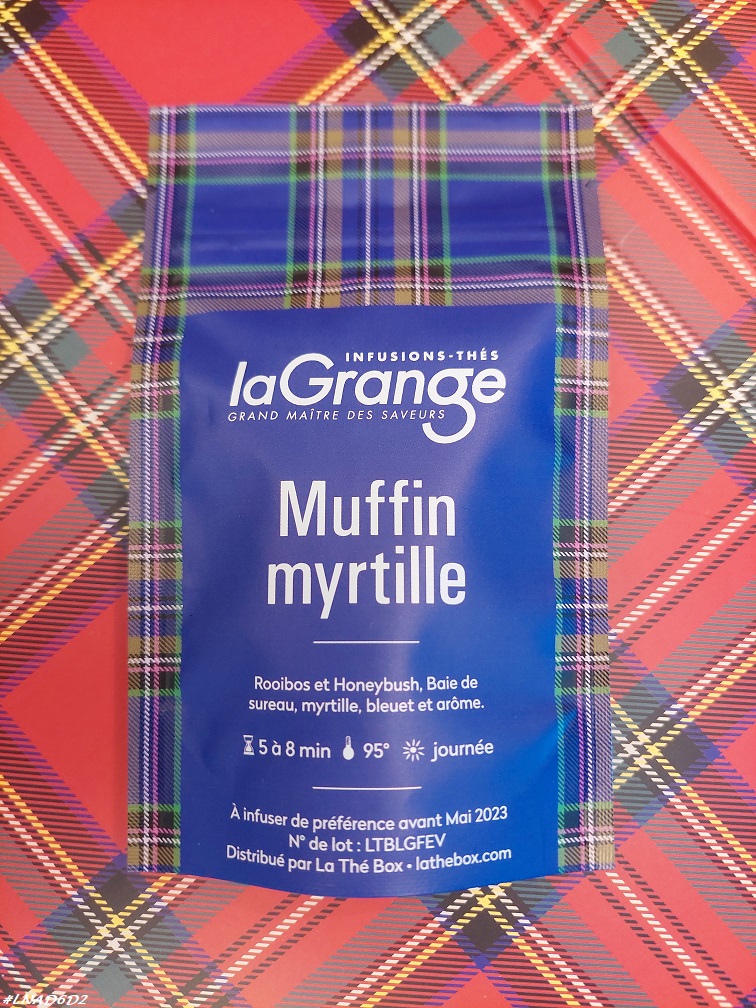 INFUSIONS-THÉS
laGrange
GRAND MAÎTRE DES SAVEURS
Muffin
myrtille
Rooibos et Honeybush, Baie de
sureau, myrtille, bleuet et arôme.
5 à 8 min 95° journée
À infuser de préférence avant Mai 2023
N° de lot : LTBLGFEV
Distribué par La Thé Box • lathebox.com
#LNAD6D2